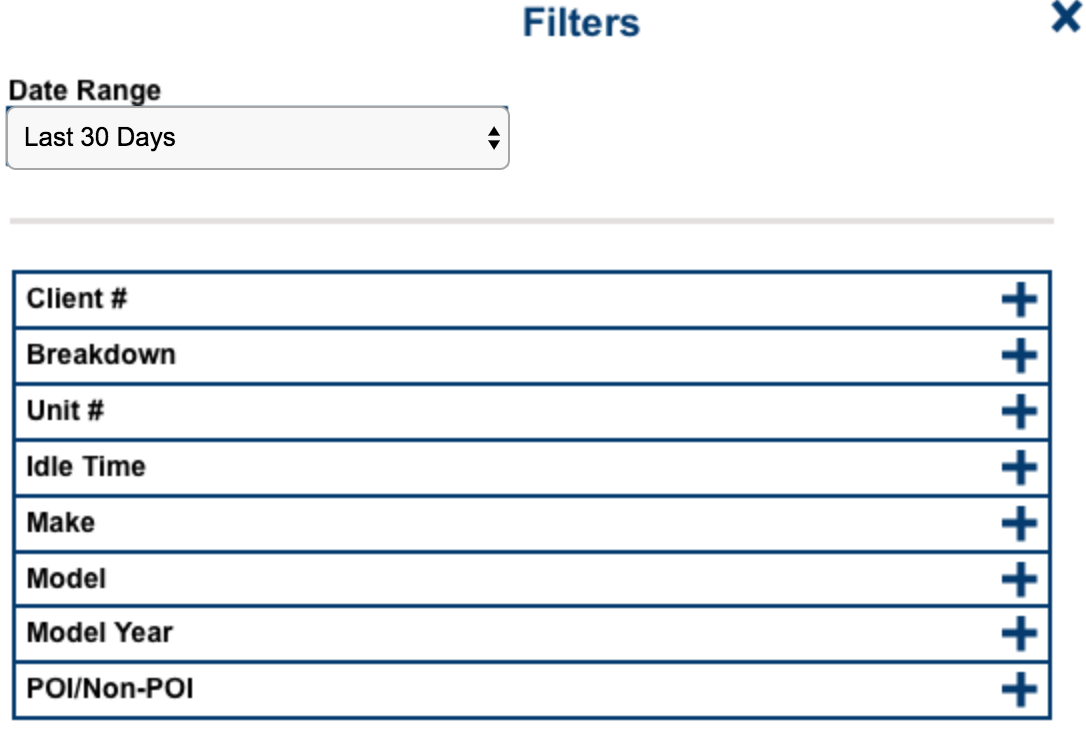 Filters
Date Range
Last 30 Days
Client #
Breakdown
Unit #
Idle Time
Make
Model
Model Year
POI/Non-POI